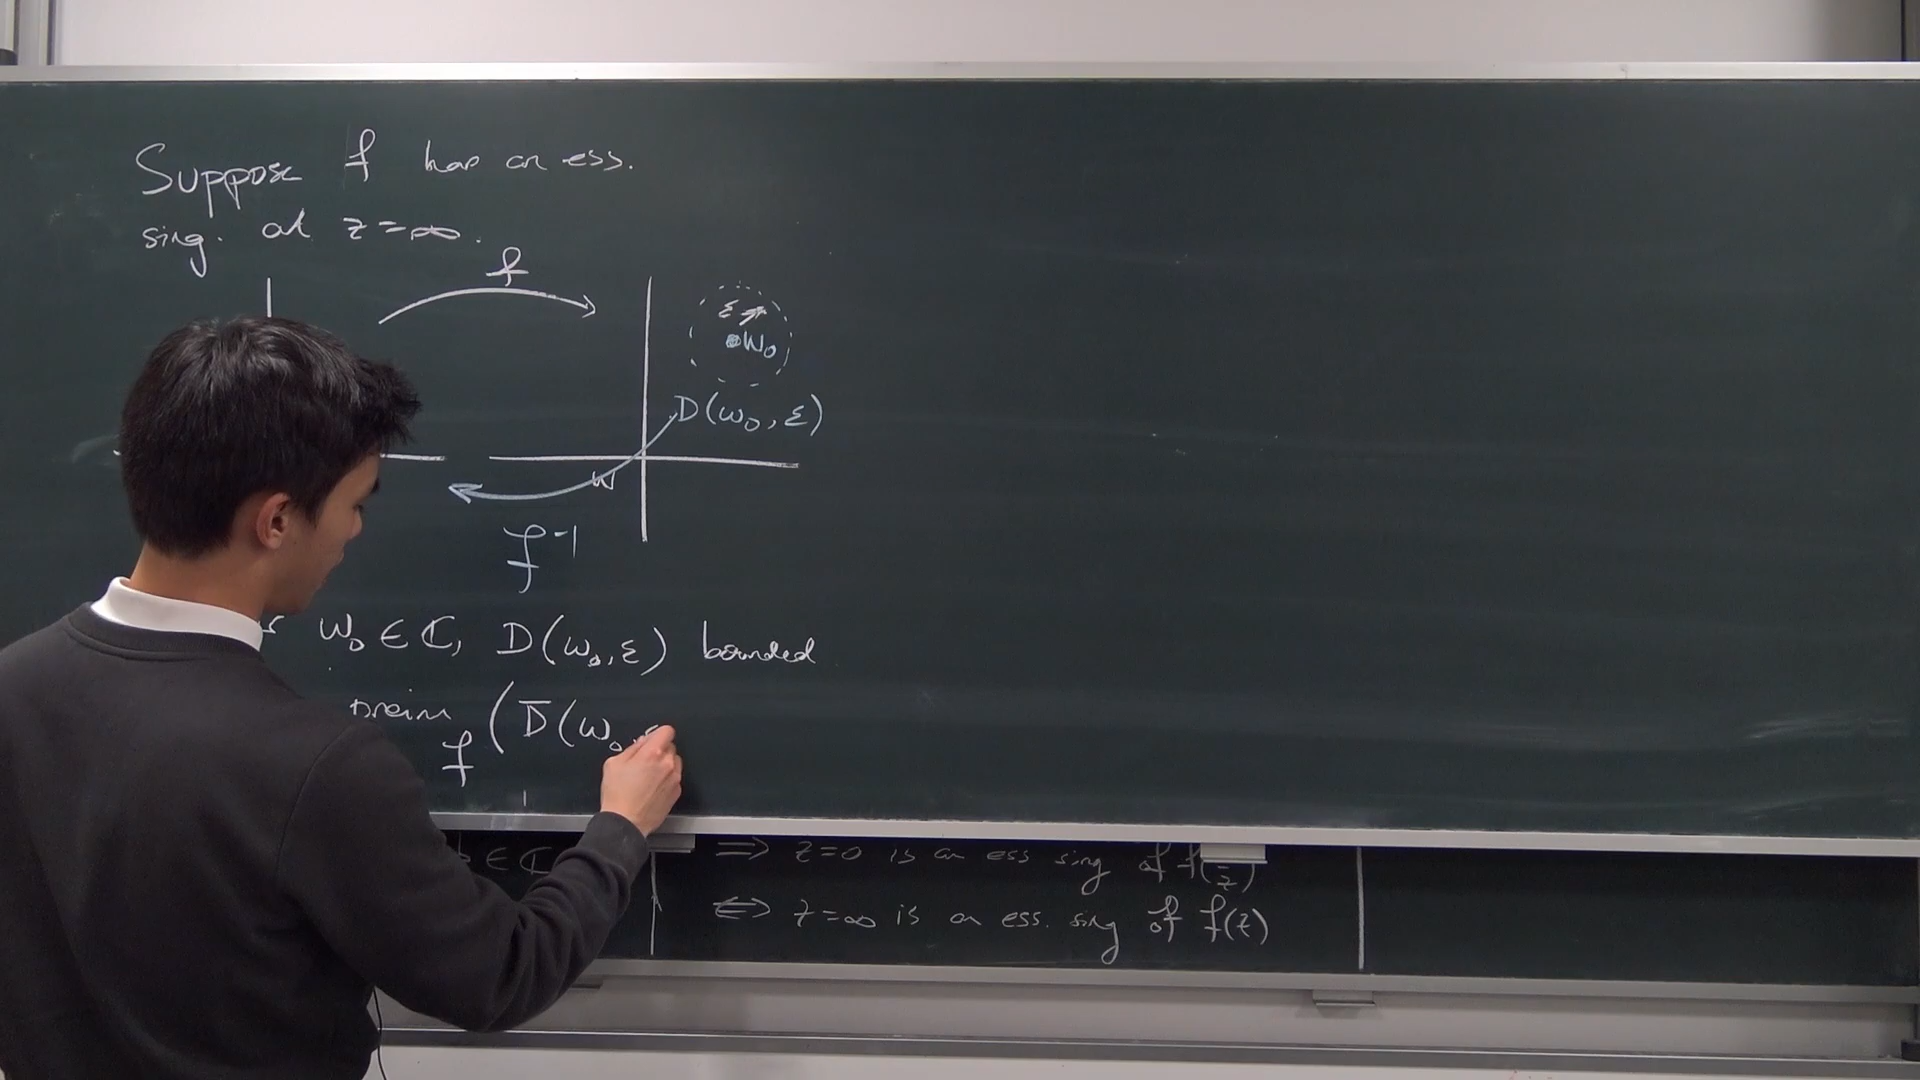 Suppose f has an ess.
sing. at z=∞.
f
ε
w₀
D(w₀, ε)
f⁻¹
w₀ ∈ ℂ, D(w₀, ε) bounded
preim_f (D̅(w₀, ε
∈ ℂ
⇒ z=0 is an ess sing of f(1/z)
⇔ z=∞ is an ess. sing of f(z)